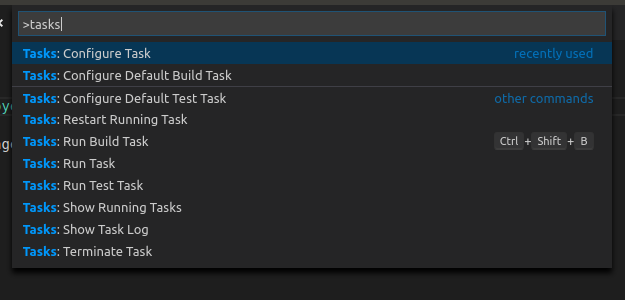 >tasks
Tasks: Configure Task recently used
Tasks: Configure Default Build Task
Tasks: Configure Default Test Task other commands
Tasks: Restart Running Task
Tasks: Run Build Task Ctrl + Shift + B
Tasks: Run Task
Tasks: Run Test Task
Tasks: Show Running Tasks
Tasks: Show Task Log
Tasks: Terminate Task